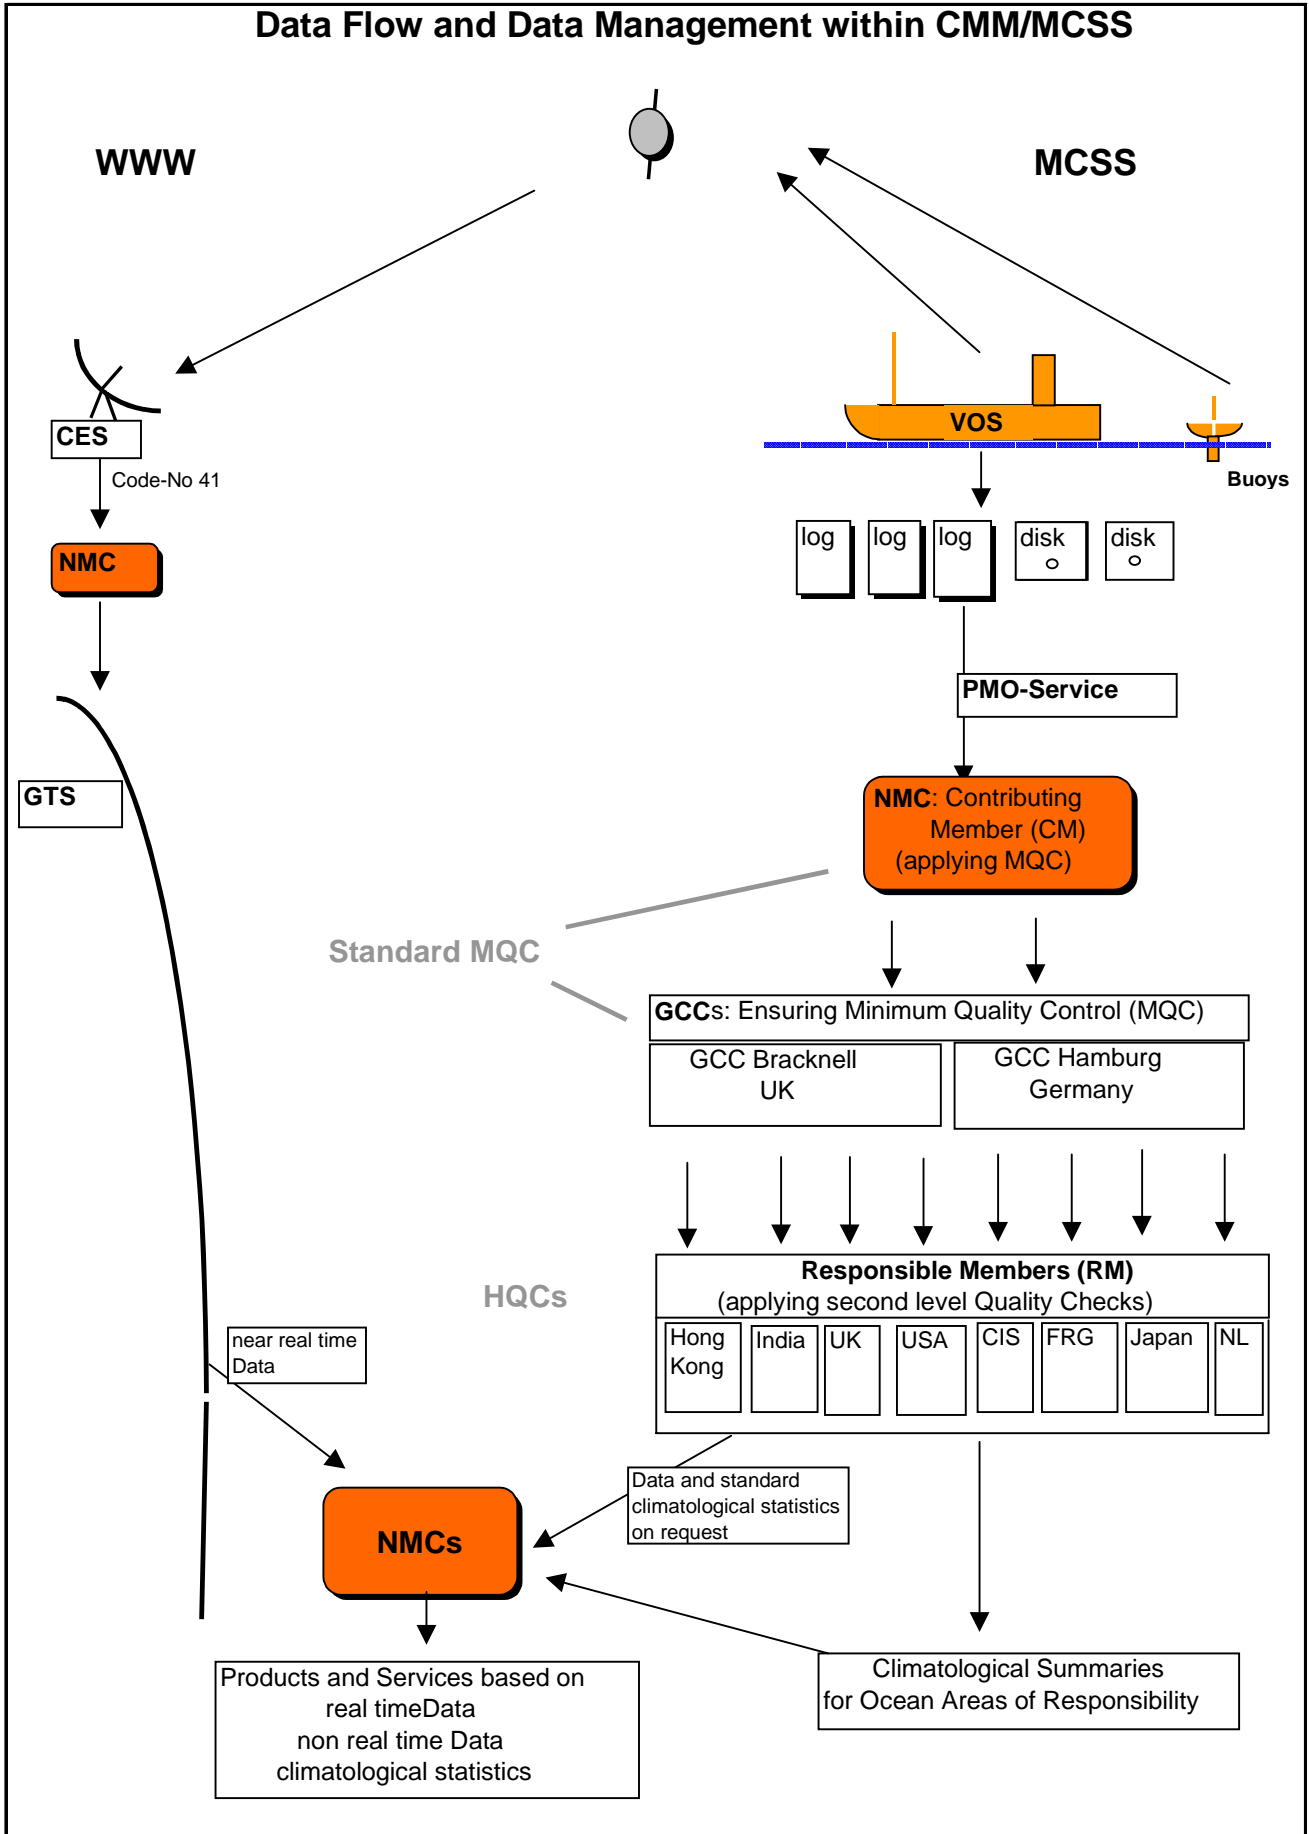 Data Flow and Data Management within CMM/MCSS
WWW
MCSS
CES
Code-No 41
NMC
GTS
VOS
Buoys
log
log
log
disk
disk
PMO-Service
NMC: Contributing
Member (CM)
(applying MQC)
Standard MQC
GCCs: Ensuring Minimum Quality Control (MQC)
GCC Bracknell
UK
GCC Hamburg
Germany
HQCs
Responsible Members (RM)
(applying second level Quality Checks)
Hong
Kong
India
UK
USA
CIS
FRG
Japan
NL
near real time
Data
Data and standard
climatological statistics
on request
NMCs
Products and Services based on
real timeData
non real time Data
climatological statistics
Climatological Summaries
for Ocean Areas of Responsibility